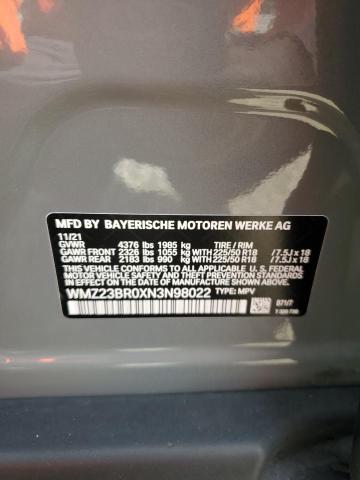 MFD BY BAYERISCHE MOTOREN WERKE AG
11/21
GVWR 4376 lbs 1985 kg TIRE / RIM
GAWR FRONT 2326 lbs 1055 kg WITH 225/50 R18 /7.5J x 18
GAWR REAR 2183 lbs 990 kg WITH 225/50 R18 /7.5J x 18
THIS VEHICLE CONFORMS TO ALL APPLICABLE U.S. FEDERAL
MOTOR VEHICLE SAFETY, BUMPER, AND THEFT PREVENTION
STANDARDS IN EFFECT ON THE DATE OF MANUFACTURE SHOWN ABOVE.
WMZ23BR0XN3N98022 TYPE: MPV